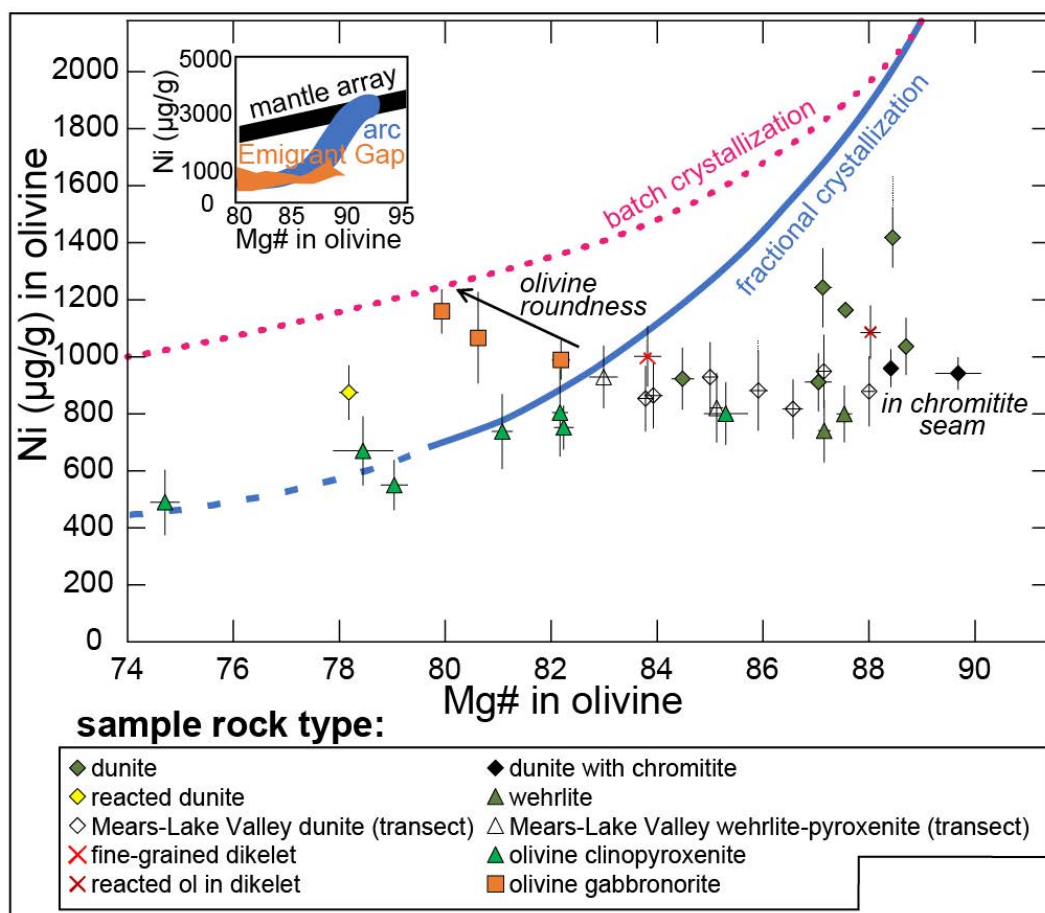 2000
1800
1600
1400
1200
1000
800
600
400
200
0
Ni (µg/g) in olivine
5000
3000
1000
0
Ni (µg/g)
mantle array
arc
Emigrant Gap
80 85 90 95
Mg# in olivine
batch crystallization
fractional crystallization
olivine
roundness
in chromitite
seam
74 76 78 80 82 84 86 88 90
Mg# in olivine
sample rock type:
dunite
reacted dunite
Mears-Lake Valley dunite (transect)
fine-grained dikelet
reacted ol in dikelet
dunite with chromitite
wehrlite
Mears-Lake Valley wehrlite-pyroxenite (transect)
olivine clinopyroxenite
olivine gabbronorite